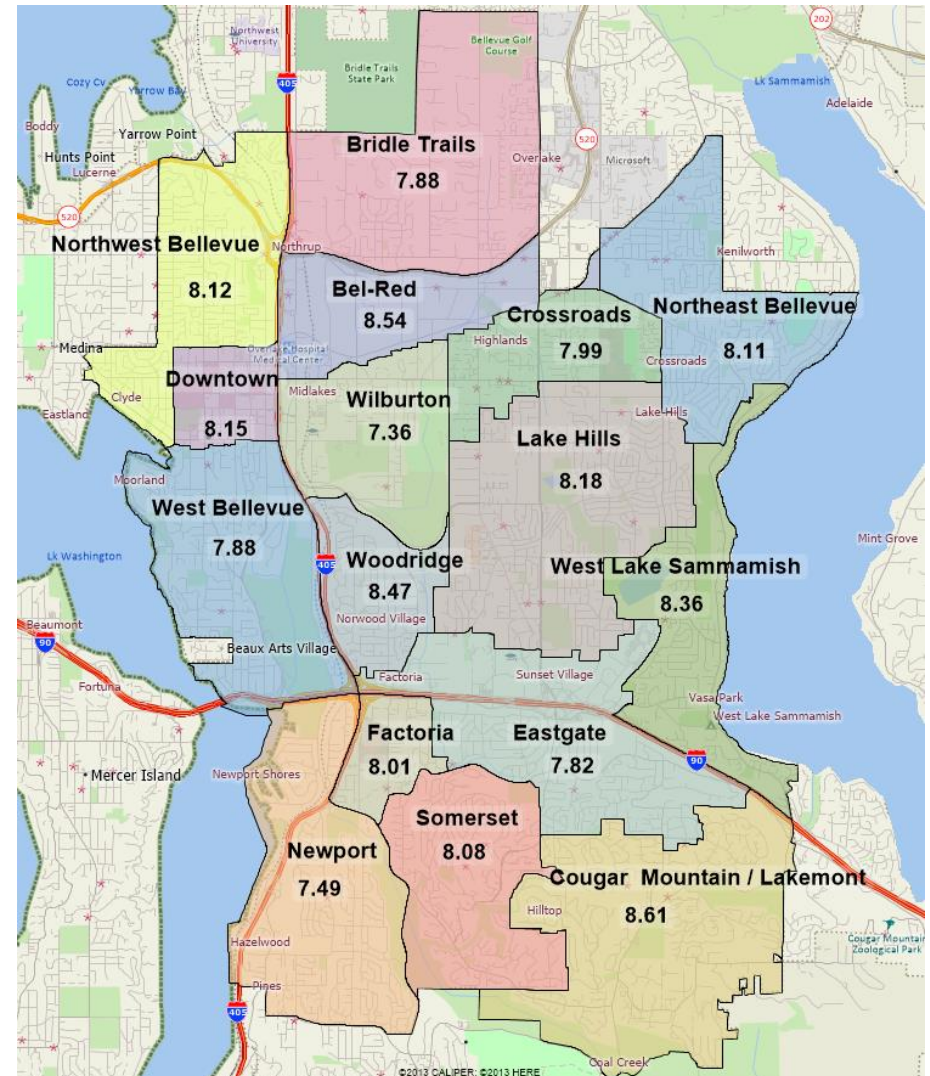 202
Northwest
University
Bellevue Golf
Course
Bridle Trails
State Park
405
Lk Sammamish
Cozy Cv
Yarrow Bay
Adelaide
Boddy
Yarrow Point
Bridle Trails
520
Hunts Point
Lucerne
Overlake
Microsoft
7.88
520
Northwest Bellevue
Northrup
Kenilworth
8.12
Bel-Red
8.54
Crossroads
Northeast Bellevue
Highlands
7.99
8.11
Medina
Overlake Hospital
Medical Center
Crossroads
Downtown
Midlakes
Clyde
Wilburton
Eastland
8.15
7.36
Lake Hills
Lake Hills
8.18
Moorland
West Bellevue
7.88
Mint Grove
Lk Washington
405
Woodridge
West Lake Sammamish
8.47
8.36
Norwood Village
Beaumont
90
Beaux Arts Village
Factoria
Sunset Village
Fortuna
Vasa Park
West Lake Sammamish
Factoria
Eastgate
8.01
7.82
90
Mercer Island
Newport Shores
Somerset
8.08
Newport
7.49
Cougar Mountain / Lakemont
8.61
Hilltop
Hazelwood
Cougar Mountain
Zoological Park
Pines
405
Coal Creek
©2013 CALIPER; ©2013 HERE